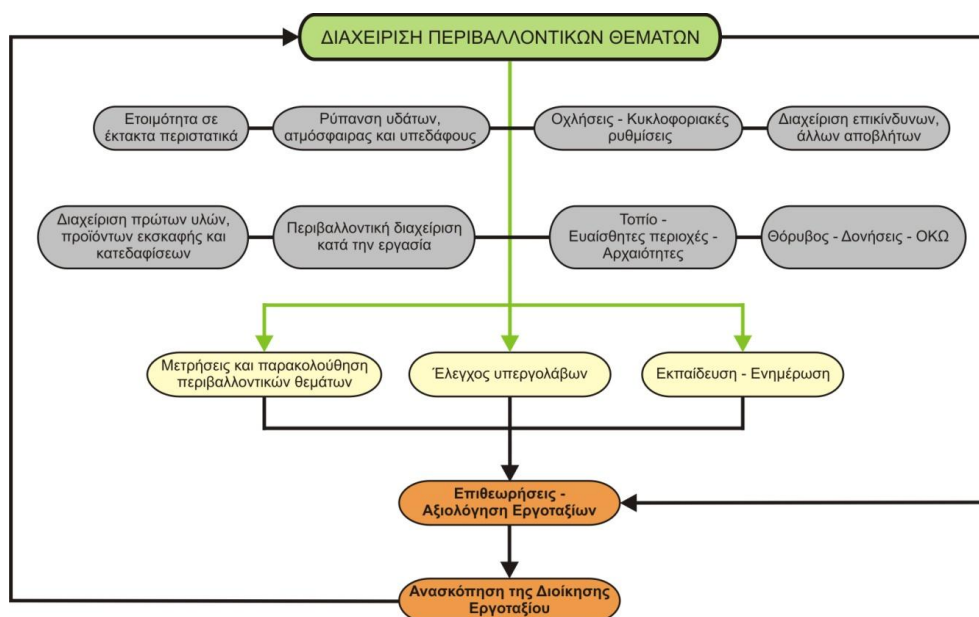 ΔΙΑΧΕΙΡΙΣΗ ΠΕΡΙΒΑΛΛΟΝΤΙΚΩΝ ΘΕΜΑΤΩΝ
Ετοιμότητα σε
έκτακτα περιστατικά
Ρύπανση υδάτων,
ατμόσφαιρας και υπεδάφους
Οχλήσεις - Κυκλοφοριακές
ρυθμίσεις
Διαχείριση επικίνδυνων,
άλλων αποβλήτων
Διαχείριση πρώτων υλών,
προϊόντων εκσκαφής και
κατεδαφίσεων
Περιβαλλοντική διαχείριση
κατά την εργασία
Τοπίο -
Ευαίσθητες περιοχές -
Αρχαιότητες
Θόρυβος - Δονήσεις - ΟΚΩ
Μετρήσεις και παρακολούθηση
περιβαλλοντικών θεμάτων
Έλεγχος υπεργολάβων
Εκπαίδευση - Ενημέρωση
Επιθεωρήσεις -
Αξιολόγηση Εργοταξίων
Ανασκόπηση της Διοίκησης
Εργοταξίου